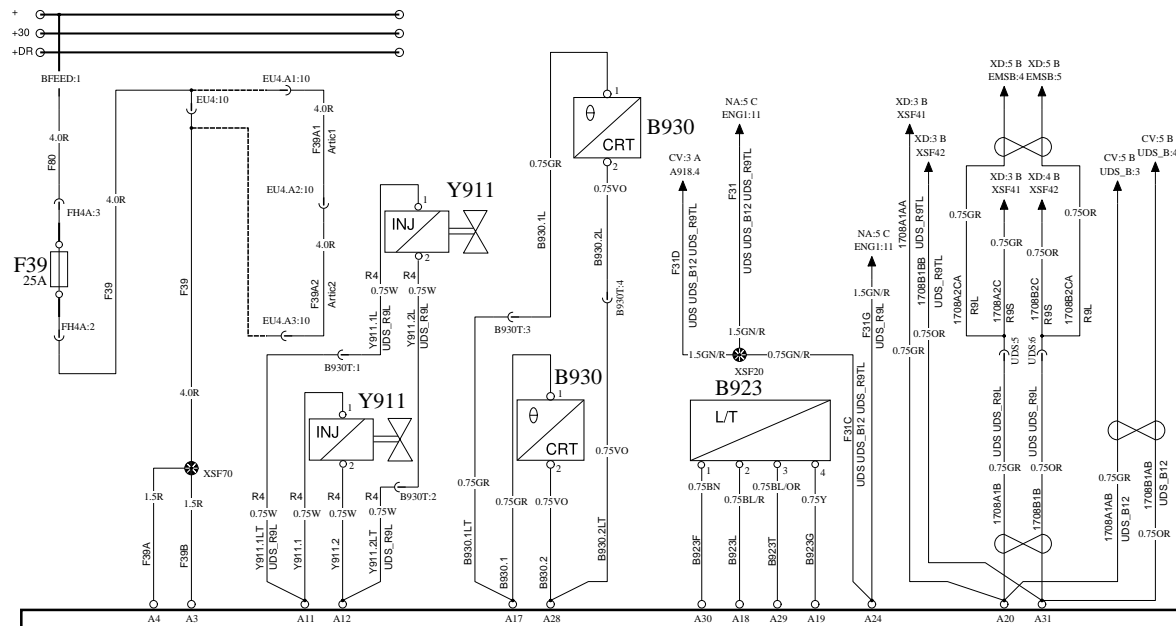 +
+30
+DR
BFEED:1
4.0R
F80
FH4A:3
F39
25A
FH4A:2
4.0R
F39
EU4:10
EU4.A1:10
4.0R
F39A1
Artic1
EU4.A2:10
4.0R
F39A2
Artic2
EU4.A3:10
F39
4.0R
XSF70
1.5R
1.5R
F39A
F39B
A4
A3
Y911
INJ
1
2
R4
0.75W
Y911.1L
UDS_R9L
R4
0.75W
Y911.2L
UDS_R9L
B930T:1
Y911
INJ
1
2
R4
0.75W
Y911.1LT
UDS_R9L
R4
0.75W
Y911.1
R4
0.75W
Y911.2
R4
0.75W
Y911.2LT
UDS_R9L
B930T:2
A11
A12
B930
θ
CRT
1
2
0.75GR
B930.1L
0.75VO
B930.2L
B930T:3
B930T:4
B930
θ
CRT
1
2
0.75GR
B930.1LT
0.75GR
B930.1
0.75VO
B930.2
0.75VO
B930.2LT
A17
A28
CV:3 A
A918.4
F31D
UDS UDS_B12 UDS_R9TL
1.5GN/R
NA:5 C
ENG1:11
F31
UDS UDS_B12 UDS_R9TL
1.5GN/R
XSF20
0.75GN/R
F31C
UDS UDS_B12 UDS_R9TL
B923
L/T
1
2
3
4
0.75BN
0.75BL/R
0.75BL/OR
0.75Y
B923F
B923L
B923T
B923G
A30
A18
A29
A19
NA:5 C
ENG1:11
1.5GN/R
F31G
UDS_R9L
A24
XD:3 B
XSF41
1708A1AA
UDS_R9TL
0.75GR
XD:3 B
XSF42
1708B1BB
UDS_R9TL
0.75OR
XD:5 B
EMSB:4
XD:5 B
EMSB:5
XD:3 B
XSF41
XD:4 B
XSF42
0.75GR
0.75GR
0.75OR
0.75OR
1708A2CA
R9L
1708A2C
R9S
1708B2C
R9S
1708B2CA
R9L
UDS:5
UDS:6
UDS UDS_R9L
UDS UDS_R9L
0.75GR
0.75OR
1708A1B
1708B1B
A20
A31
CV:5 B
UDS_B:3
CV:5 B
UDS_B:4
0.75GR
1708A1AB
UDS_B12
1708B1AB
UDS_B12
0.75OR